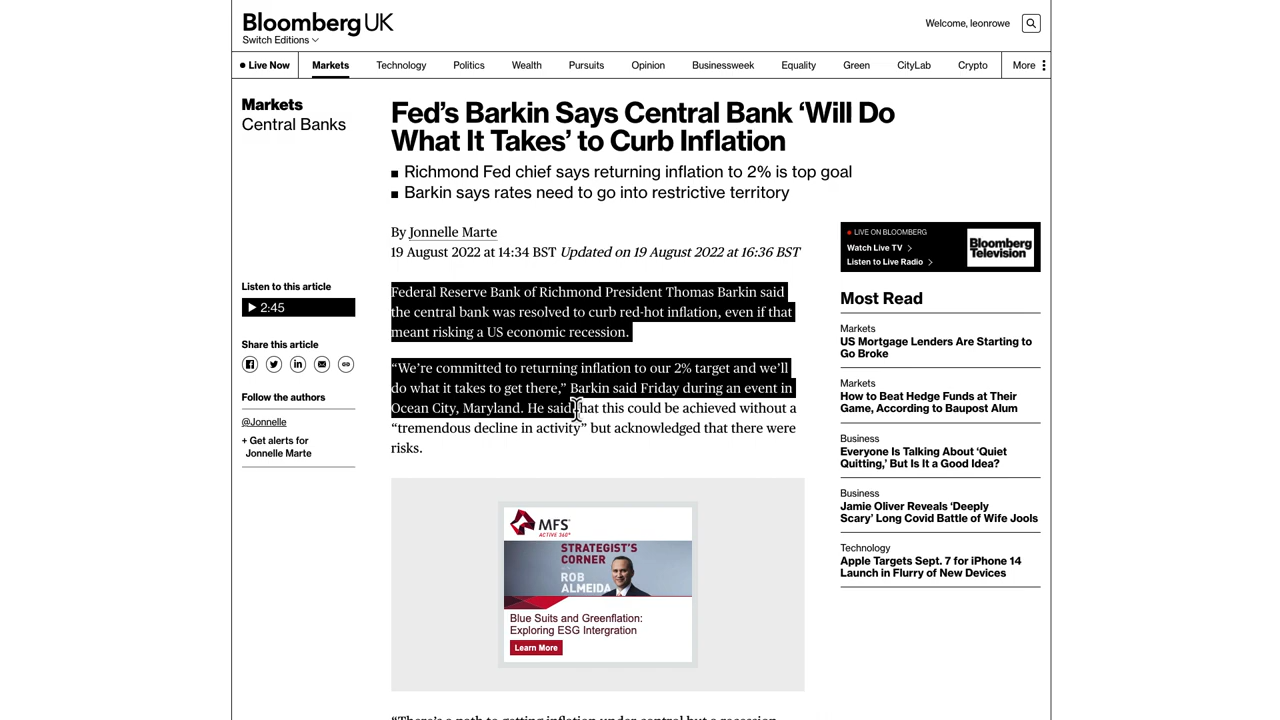 Bloomberg UK
Switch Editions
Welcome, leonrowe
Live Now
Markets
Technology
Politics
Wealth
Pursuits
Opinion
Businessweek
Equality
Green
CityLab
Crypto
More
Markets
Central Banks
Fed’s Barkin Says Central Bank ‘Will Do
What It Takes’ to Curb Inflation
Richmond Fed chief says returning inflation to 2% is top goal
Barkin says rates need to go into restrictive territory
By Jonnelle Marte
19 August 2022 at 14:34 BST Updated on 19 August 2022 at 16:36 BST
Listen to this article
2:45
Share this article
Follow the authors
@Jonnelle
+ Get alerts for
Jonnelle Marte
Federal Reserve Bank of Richmond President Thomas Barkin said
the central bank was resolved to curb red-hot inflation, even if that
meant risking a US economic recession.
“We’re committed to returning inflation to our 2% target and we’ll
do what it takes to get there,” Barkin said Friday during an event in
Ocean City, Maryland. He said that this could be achieved without a
“tremendous decline in activity” but acknowledged that there were
risks.
MFS
ACTIVE 360°
STRATEGIST’S
CORNER
ROB
ALMEIDA
Blue Suits and Greenflation:
Exploring ESG Intergration
Learn More
“There’s a path to getting inflation under control but a recession
LIVE ON BLOOMBERG
Watch Live TV
Listen to Live Radio
Bloomberg
Television
Most Read
Markets
US Mortgage Lenders Are Starting to
Go Broke
Markets
How to Beat Hedge Funds at Their
Game, According to Baupost Alum
Business
Everyone Is Talking About ‘Quiet
Quitting,’ But Is It a Good Idea?
Business
Jamie Oliver Reveals ‘Deeply
Scary’ Long Covid Battle of Wife Jools
Technology
Apple Targets Sept. 7 for iPhone 14
Launch in Flurry of New Devices